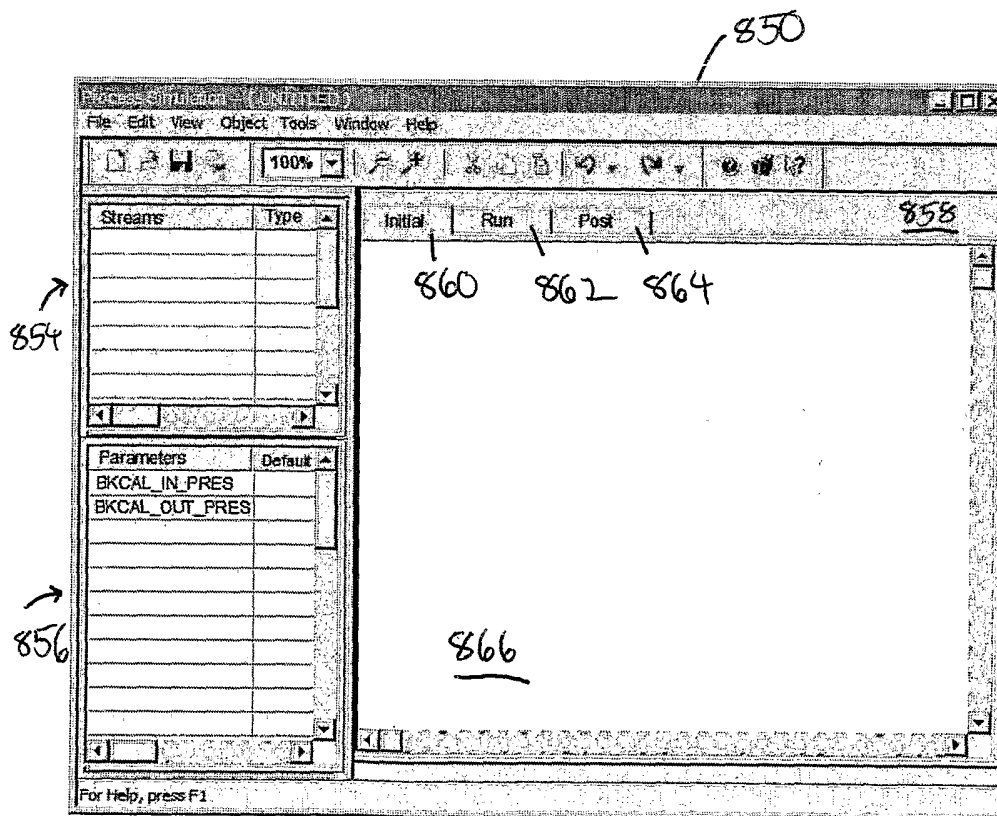 850
Process Simulation - (UNTITLED)
File Edit View Object Tools Window Help
100%
Streams Type
Initial Run Post 858
860 862 864
854
Parameters Default
BKCAL_IN_PRES
BKCAL_OUT_PRES
856
866
For Help, press F1